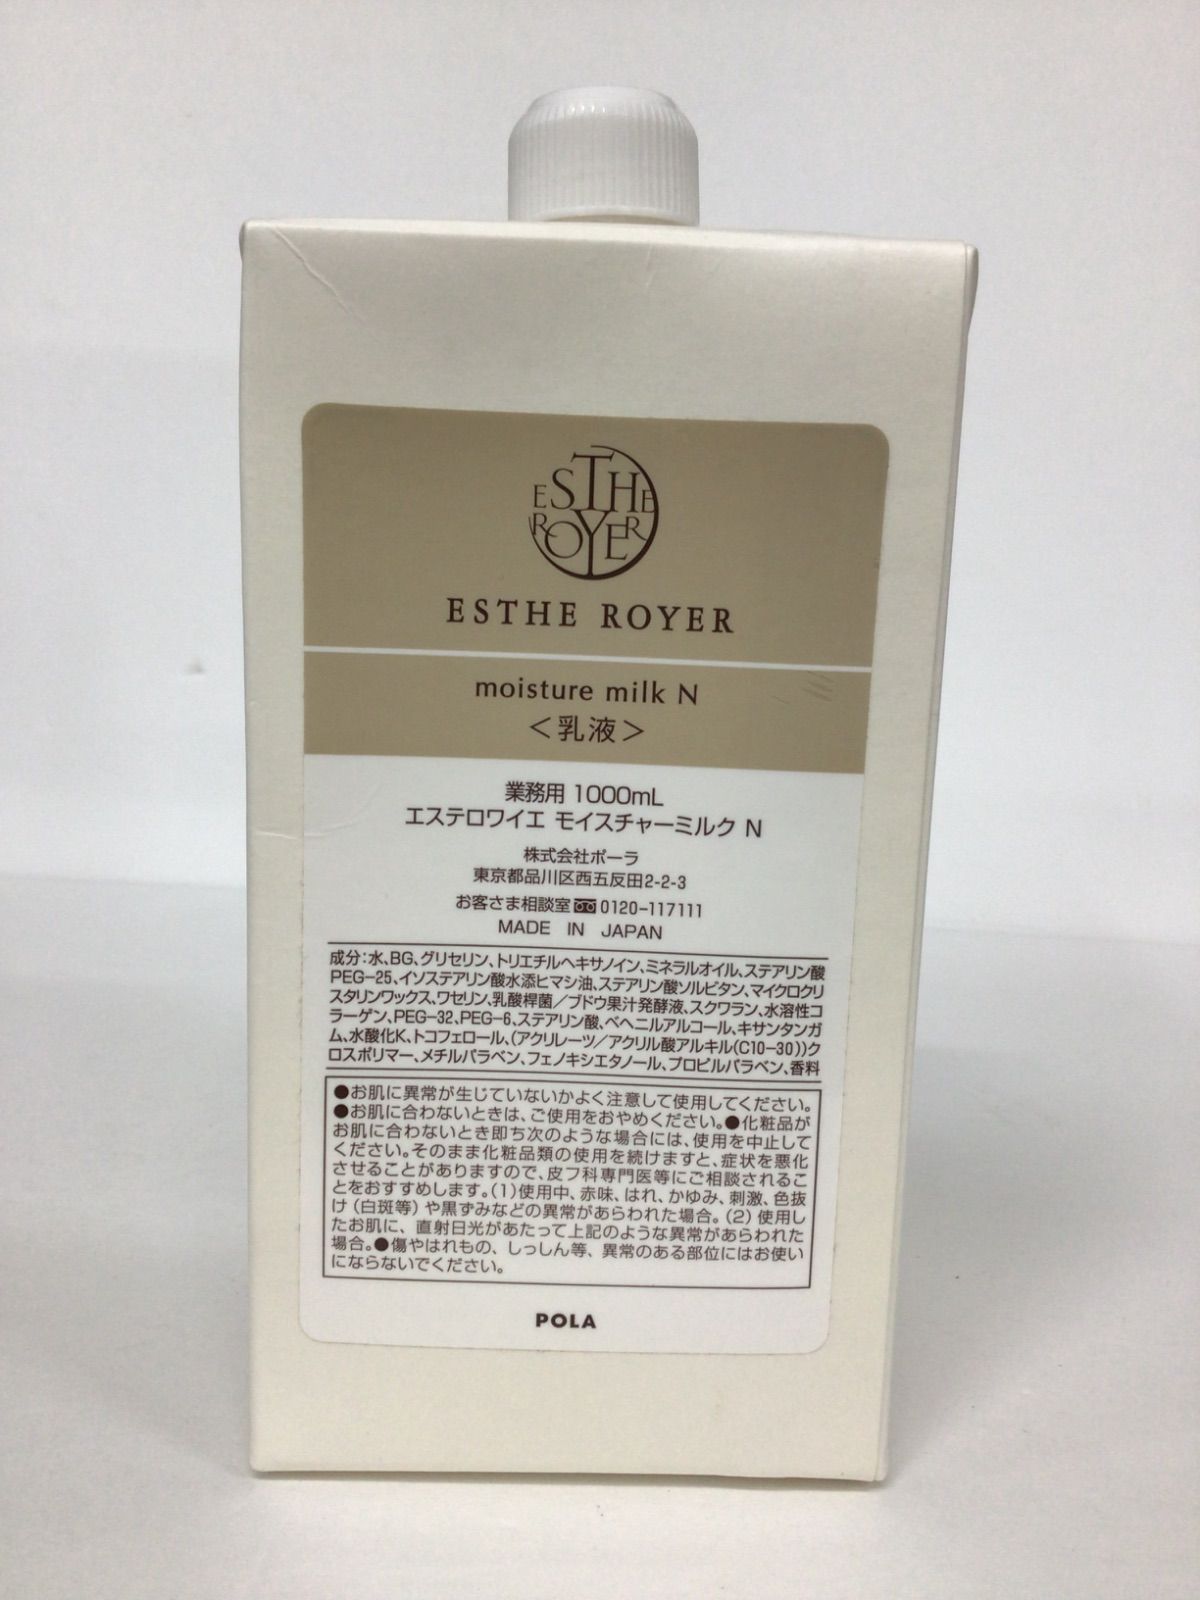 ESTHE
ROYER
ESTHE ROYER
moisture milk N
＜乳液＞
業務用 1000mL
エステロワイエ モイスチャーミルク N
株式会社ポーラ
東京都品川区西五反田2-2-3
お客さま相談室 0120-117111
MADE IN JAPAN
成分：水、BG、グリセリン、トリエチルヘキサノイン、ミネラルオイル、ステアリン酸
PEG-25、イソステアリン酸水添ヒマシ油、ステアリン酸ソルビタン、マイクロクリ
スタリンワックス、ワセリン、乳酸桿菌／ブドウ果汁発酵液、スクワラン、水溶性コ
ラーゲン、PEG-32、PEG-6、ステアリン酸、ベヘニルアルコール、キサンタンガ
ム、水酸化K、トコフェロール、（アクリレーツ／アクリル酸アルキル（C10-30））ク
ロスポリマー、メチルパラベン、フェノキシエタノール、プロピルパラベン、香料
●お肌に異常が生じていないかよく注意して使用してください。
●お肌に合わないときは、ご使用をおやめください。●化粧品が
お肌に合わないとき即ち次のような場合には、使用を中止して
ください。そのまま化粧品類の使用を続けますと、症状を悪化
させることがありますので、皮フ科専門医等にご相談されるこ
とをおすすめします。（1）使用中、赤味、はれ、かゆみ、刺激、色抜
け（白斑等）や黒ずみなどの異常があらわれた場合。（2）使用し
たお肌に、直射日光があたって上記のような異常があらわれた
場合。●傷やはれもの、しっしん等、異常のある部位にはお使い
にならないでください。
POLA